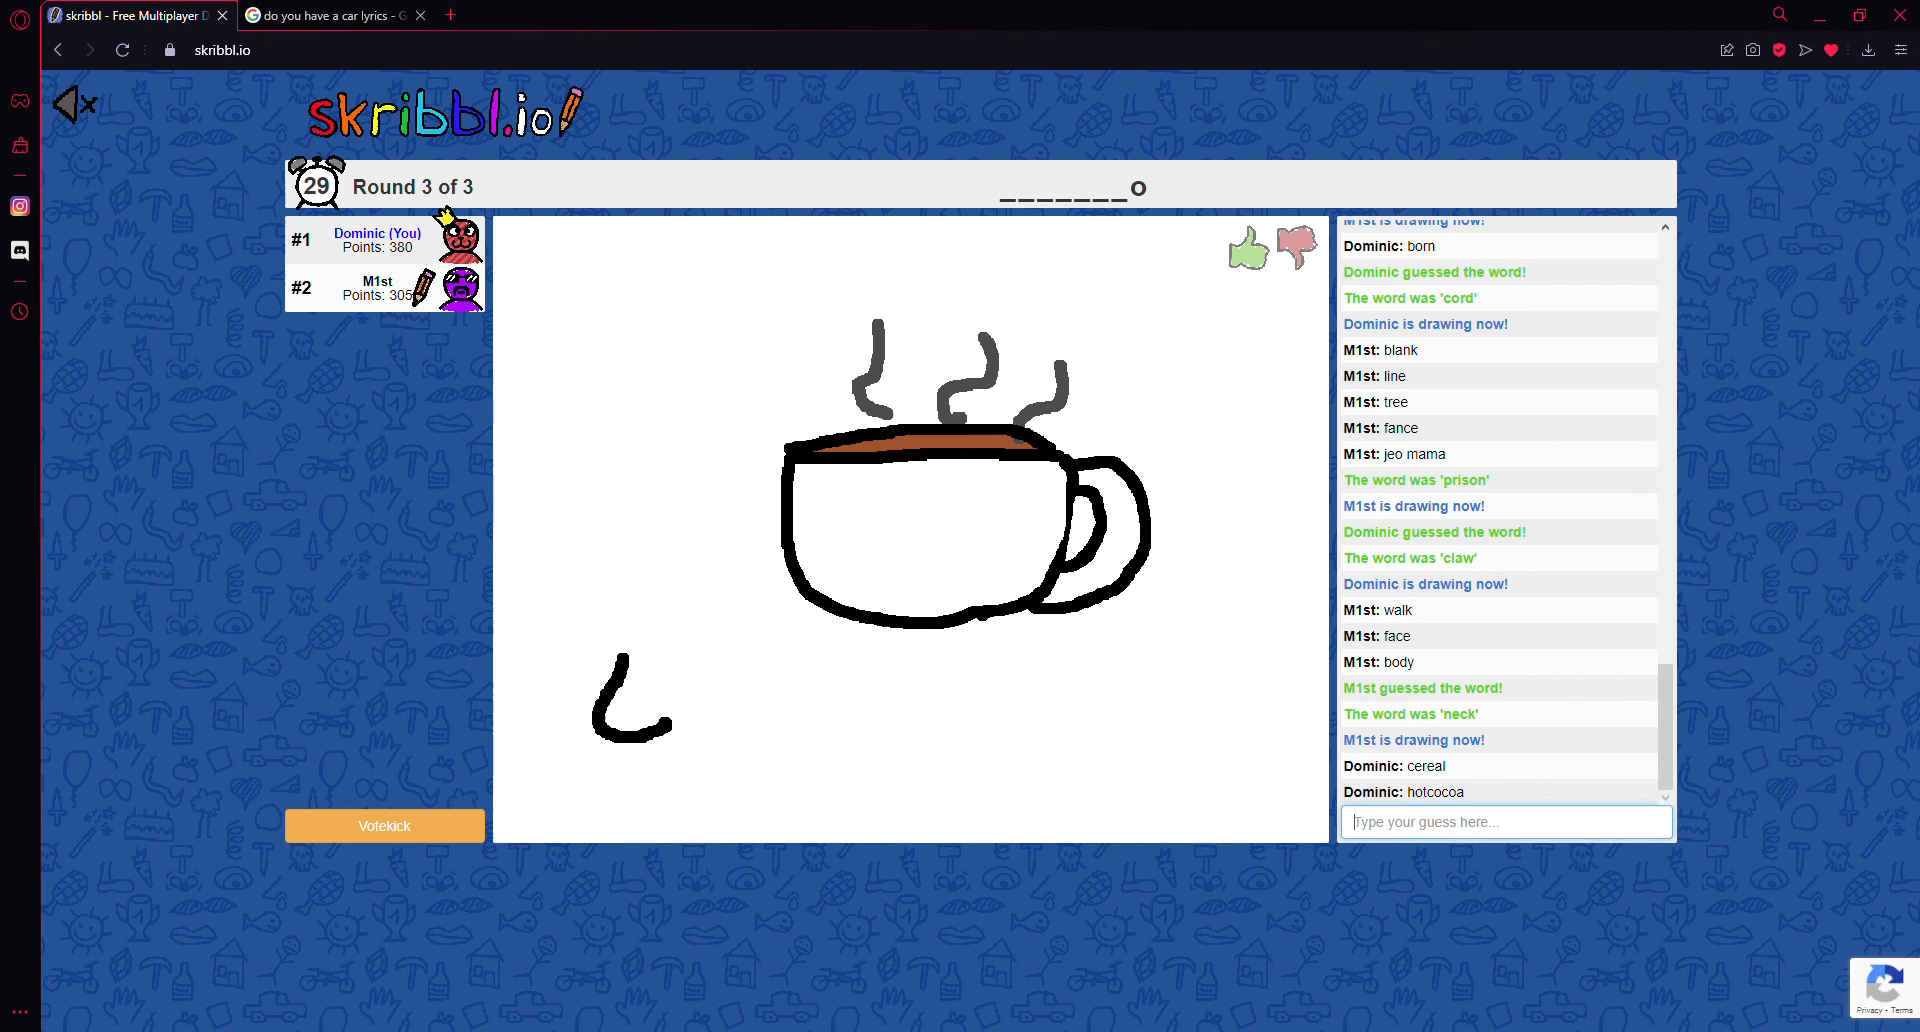 skribbl - Free Multiplayer D
do you have a car lyrics - G
skribbl.io
skribbl.io
29
Round 3 of 3
_______o
#1
Dominic (You)
Points: 380
#2
M1st
Points: 305
Votekick
M1st is drawing now!
Dominic: born
Dominic guessed the word!
The word was 'cord'
Dominic is drawing now!
M1st: blank
M1st: line
M1st: tree
M1st: fance
M1st: jeo mama
The word was 'prison'
M1st is drawing now!
Dominic guessed the word!
The word was 'claw'
Dominic is drawing now!
M1st: walk
M1st: face
M1st: body
M1st guessed the word!
The word was 'neck'
M1st is drawing now!
Dominic: cereal
Dominic: hotcocoa
Type your guess here...
Privacy - Terms